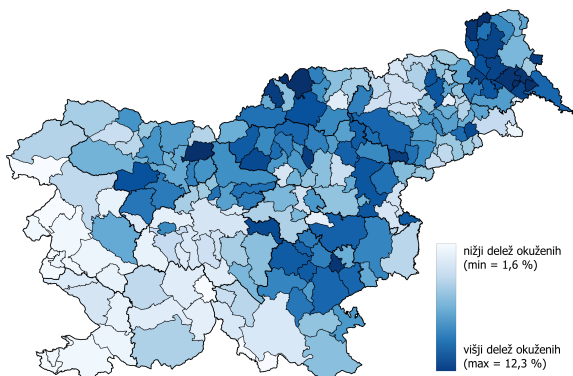 nižji delež okuženih
(min = 1,6 %)
višji delež okuženih
(max = 12,3 %)